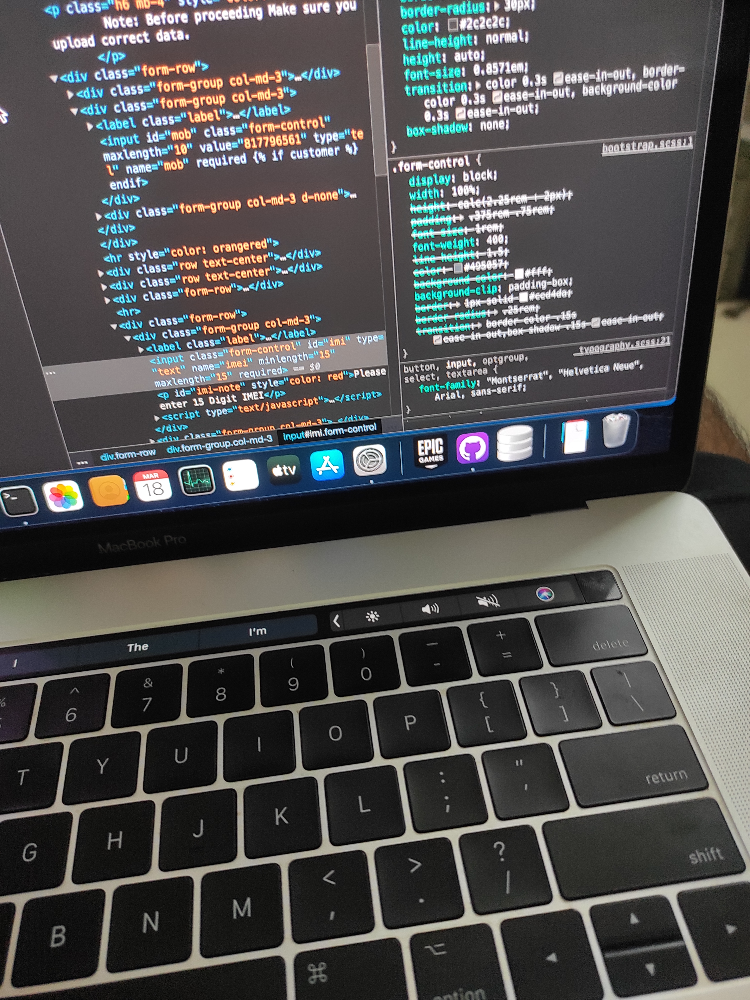 <p class="h6 mb-4" style="color:
Note: Before proceeding Make sure you
upload correct data.
</p>
▼<div class="form-row">
▶<div class="form-group col-md-3">…</div>
▼<div class="form-group col-md-3">
▶<label class="label">…</label>
<input id="mob" class="form-control"
maxlength="10" value="817796561" type="te
l" name="mob" required {% if customer %}
endif>
</div>
▶<div class="form-group col-md-3 d-none">…
</div>
</div>
<hr style="color: orangered">
▶<div class="row text-center">…</div>
▶<div class="row text-center">…</div>
▶<div class="form-row">…</div>
<hr>
▼<div class="form-row">
▼<div class="form-group col-md-3">
▶<label class="label">…</label>
<input class="form-control" id="imi" type=
"text" name="imei" minlength="15"
maxlength="15" required> == $0
<p id="imi-note" style="color: red">Please
enter 15 Digit IMEI</p>
▶<script type="text/javascript">…</script>
</div>
… div.form-row div.form-group.col-md-3 input#imi.form-control
border-radius:▶ 30px;
color: #2c2c2c;
line-height: normal;
height: auto;
font-size: 0.8571em;
transition:▶ color 0.3s ease-in-out, border-
color 0.3s ease-in-out, background-color
0.3s ease-in-out;
box-shadow: none;
}
bootstrap.scss:1
.form-control {
display: block;
width: 100%;
height: calc(2.25rem + 2px);
padding:▶ .375rem .75rem;
font-size: 1rem;
font-weight: 400;
line-height: 1.5;
color: #495057;
background-color: #fff;
background-clip: padding-box;
border:▶ 1px solid #ced4da;
border-radius:▶ .25rem;
transition:▶ border-color .15s ease-in-out,
ease-in-out,box-shadow .15s
}
typography.scss:21
button, input, optgroup,
select, textarea {
font-family: "Montserrat", "Helvetica Neue",
Arial, sans-serif;
}
MAR
18
tv
EPIC
GAMES
MacBook Pro
I The I'm
% ^ & * ( ) — +
6 7 8 9 0 - = delete
T Y U I O P { [ } ] | \
G H J K L : ; " ' return
B N M < , > . ? / shift
⌘ ⌥ option ◀ ▲ ▼ ▶